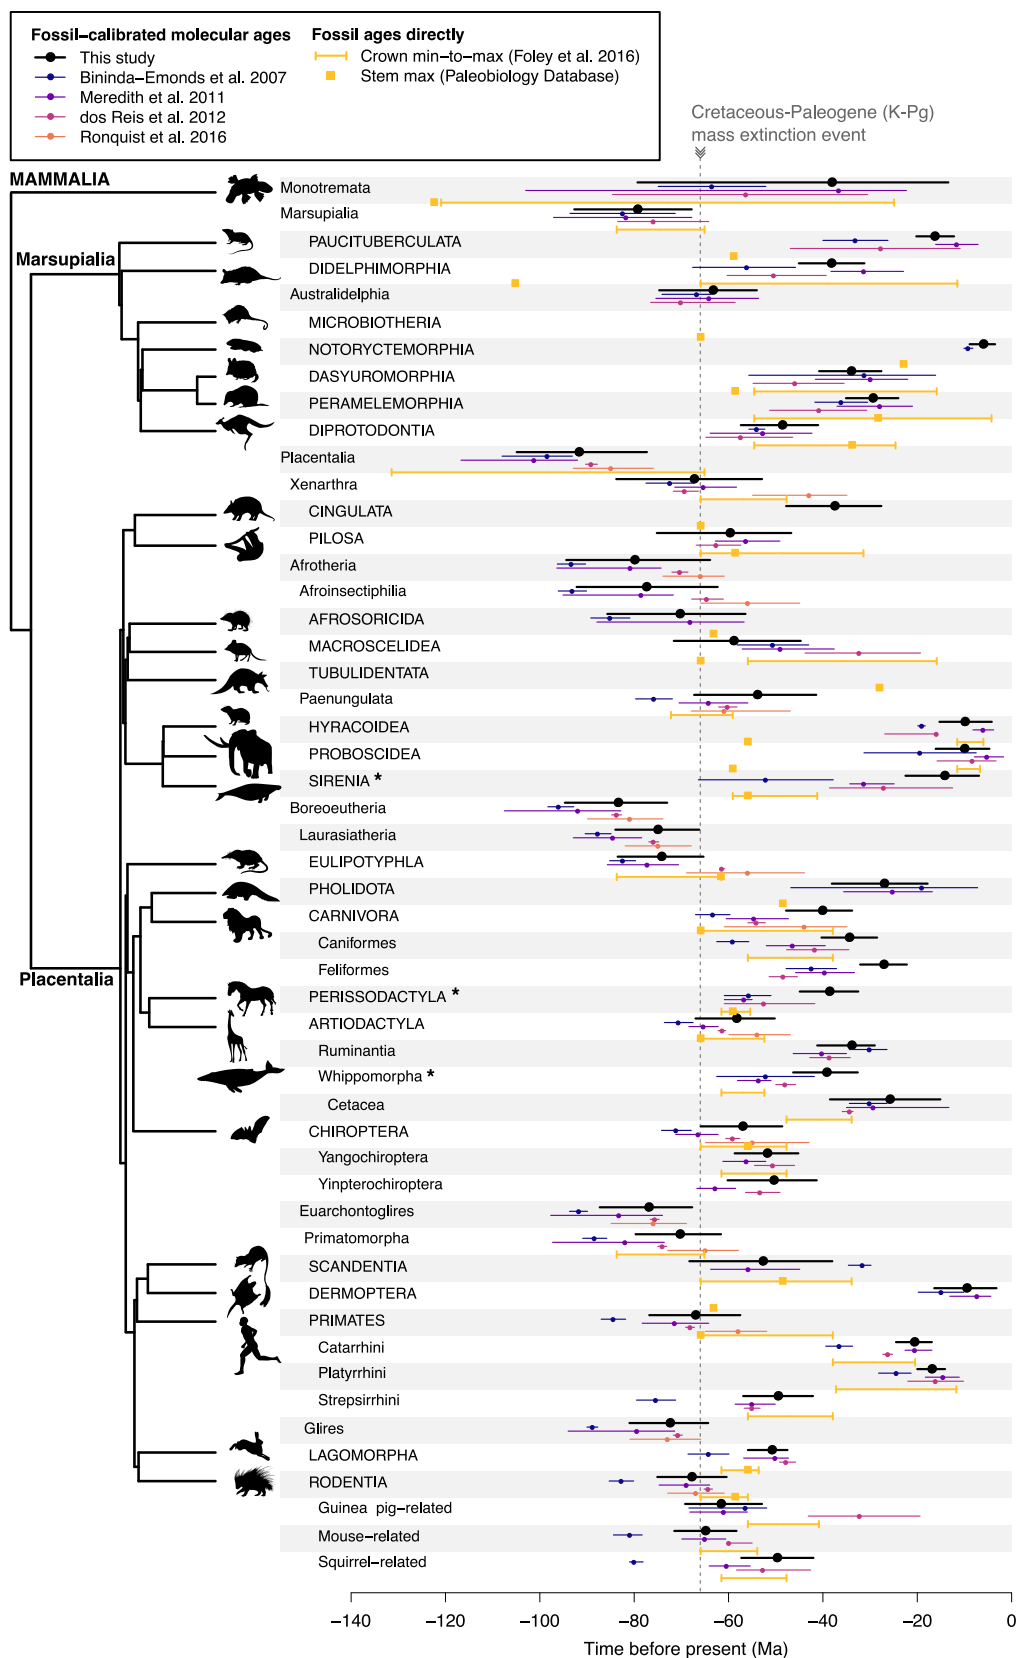 Fossil-calibrated molecular ages
This study
Bininda-Emonds et al. 2007
Meredith et al. 2011
dos Reis et al. 2012
Ronquist et al. 2016
Fossil ages directly
Crown min-to-max (Foley et al. 2016)
Stem max (Paleobiology Database)
Cretaceous-Paleogene (K-Pg)
mass extinction event
MAMMALIA
Monotremata
Marsupialia
PAUCITUBERCULATA
Marsupialia
DIDELPHIMORPHIA
Australidelphia
MICROBIOTHERIA
NOTORYCTEMORPHIA
DASYUROMORPHIA
PERAMELEMORPHIA
DIPROTODONTIA
Placentalia
Xenarthra
CINGULATA
PILOSA
Afrotheria
Afroinsectiphilia
AFROSORICIDA
MACROSCELIDEA
TUBULIDENTATA
Paenungulata
HYRACOIDEA
PROBOSCIDEA
SIRENIA *
Boreoeutheria
Laurasiatheria
EULIPOTYPHLA
PHOLIDOTA
CARNIVORA
Caniformes
Feliformes
Placentalia
PERISSODACTYLA *
ARTIODACTYLA
Ruminantia
Whippomorpha *
Cetacea
CHIROPTERA
Yangochiroptera
Yinpterochiroptera
Euarchontoglires
Primatomorpha
SCANDENTIA
DERMOPTERA
PRIMATES
Catarrhini
Platyrrhini
Strepsirrhini
Glires
LAGOMORPHA
RODENTIA
Guinea pig-related
Mouse-related
Squirrel-related
−140 −120 −100 −80 −60 −40 −20 0
Time before present (Ma)